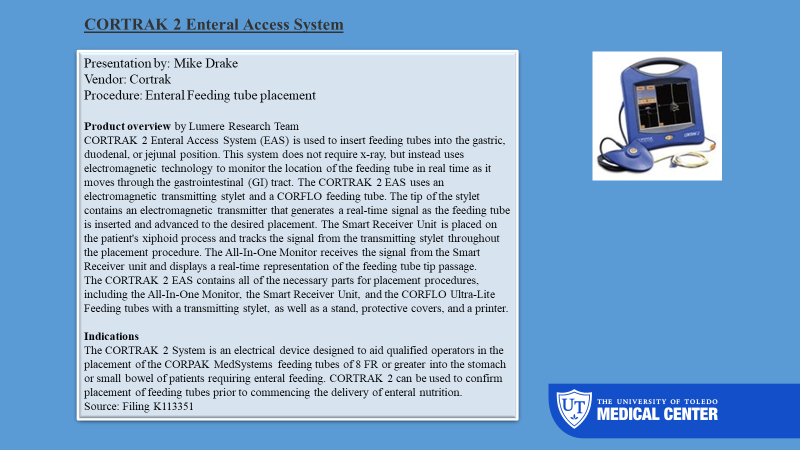 CORTRAK 2 Enteral Access System
Presentation by: Mike Drake
Vendor: Cortrak
Procedure: Enteral Feeding tube placement
Product overview by Lumere Research Team
CORTRAK 2 Enteral Access System (EAS) is used to insert feeding tubes into the gastric,
duodenal, or jejunal position. This system does not require x-ray, but instead uses
electromagnetic technology to monitor the location of the feeding tube in real time as it
moves through the gastrointestinal (GI) tract. The CORTRAK 2 EAS uses an
electromagnetic transmitting stylet and a CORFLO feeding tube. The tip of the stylet
contains an electromagnetic transmitter that generates a real-time signal as the feeding tube
is inserted and advanced to the desired placement. The Smart Receiver Unit is placed on
the patient's xiphoid process and tracks the signal from the transmitting stylet throughout
the placement procedure. The All-In-One Monitor receives the signal from the Smart
Receiver unit and displays a real-time representation of the feeding tube tip passage.
The CORTRAK 2 EAS contains all of the necessary parts for placement procedures,
including the All-In-One Monitor, the Smart Receiver Unit, and the CORFLO Ultra-Lite
Feeding tubes with a transmitting stylet, as well as a stand, protective covers, and a printer.
Indications
The CORTRAK 2 System is an electrical device designed to aid qualified operators in the
placement of the CORPAK MedSystems feeding tubes of 8 FR or greater into the stomach
or small bowel of patients requiring enteral feeding. CORTRAK 2 can be used to confirm
placement of feeding tubes prior to commencing the delivery of enteral nutrition.
Source: Filing K113351
UT
THE UNIVERSITY OF TOLEDO
MEDICAL CENTER